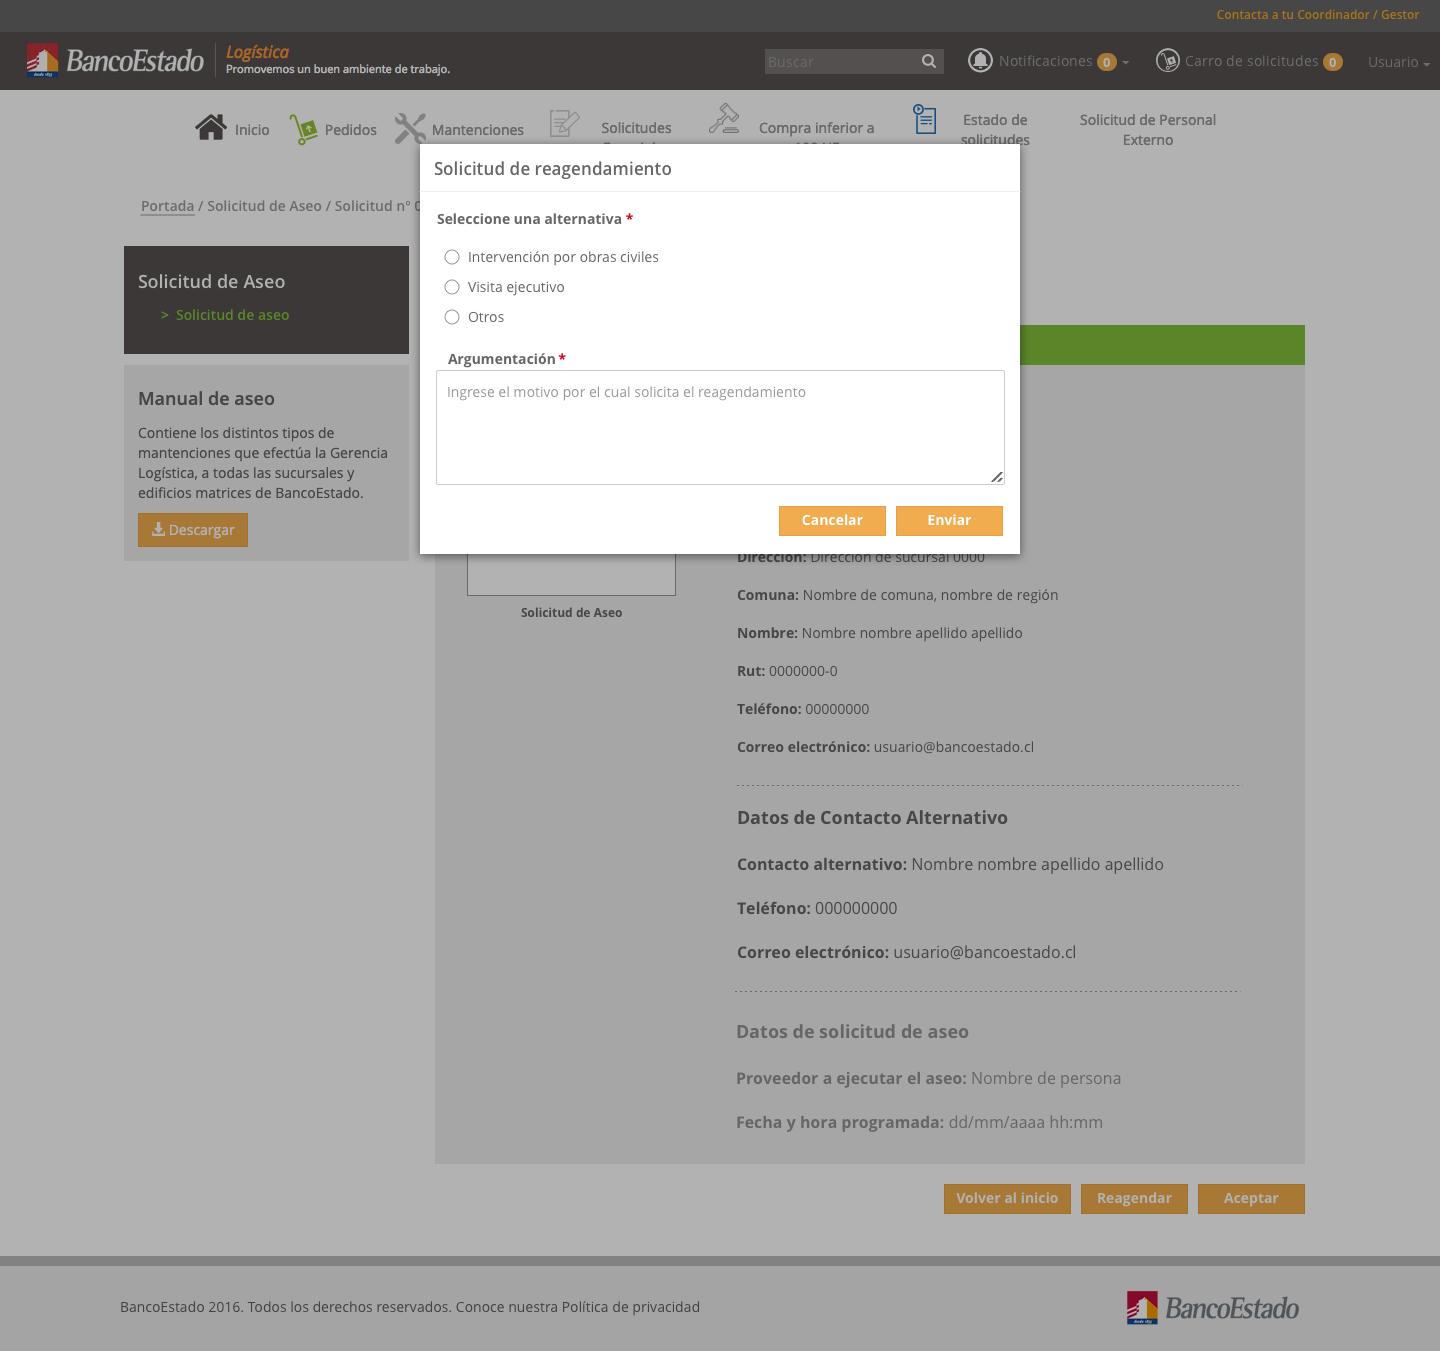 Contacta a tu Coordinador / Gestor
BancoEstado
desde 1855
Logística
Promovemos un buen ambiente de trabajo.
Buscar
Notificaciones 0
Carro de solicitudes 0
Usuario
Inicio
Pedidos
Mantenciones
Solicitudes
Compra inferior a
Estado de
solicitudes
Solicitud de Personal
Externo
Portada / Solicitud de Aseo / Solicitud n° 0
Solicitud de Aseo
> Solicitud de aseo
Manual de aseo
Contiene los distintos tipos de
mantenciones que efectúa la Gerencia
Logística, a todas las sucursales y
edificios matrices de BancoEstado.
Descargar
Solicitud de reagendamiento
Seleccione una alternativa *
Intervención por obras civiles
Visita ejecutivo
Otros
Argumentación *
Ingrese el motivo por el cual solicita el reagendamiento
Cancelar
Enviar
Solicitud de Aseo
Dirección: Dirección de sucursal 0000
Comuna: Nombre de comuna, nombre de región
Nombre: Nombre nombre apellido apellido
Rut: 0000000-0
Teléfono: 00000000
Correo electrónico: usuario@bancoestado.cl
Datos de Contacto Alternativo
Contacto alternativo: Nombre nombre apellido apellido
Teléfono: 000000000
Correo electrónico: usuario@bancoestado.cl
Datos de solicitud de aseo
Proveedor a ejecutar el aseo: Nombre de persona
Fecha y hora programada: dd/mm/aaaa hh:mm
Volver al inicio
Reagendar
Aceptar
BancoEstado 2016. Todos los derechos reservados. Conoce nuestra Política de privacidad
BancoEstado
desde 1855